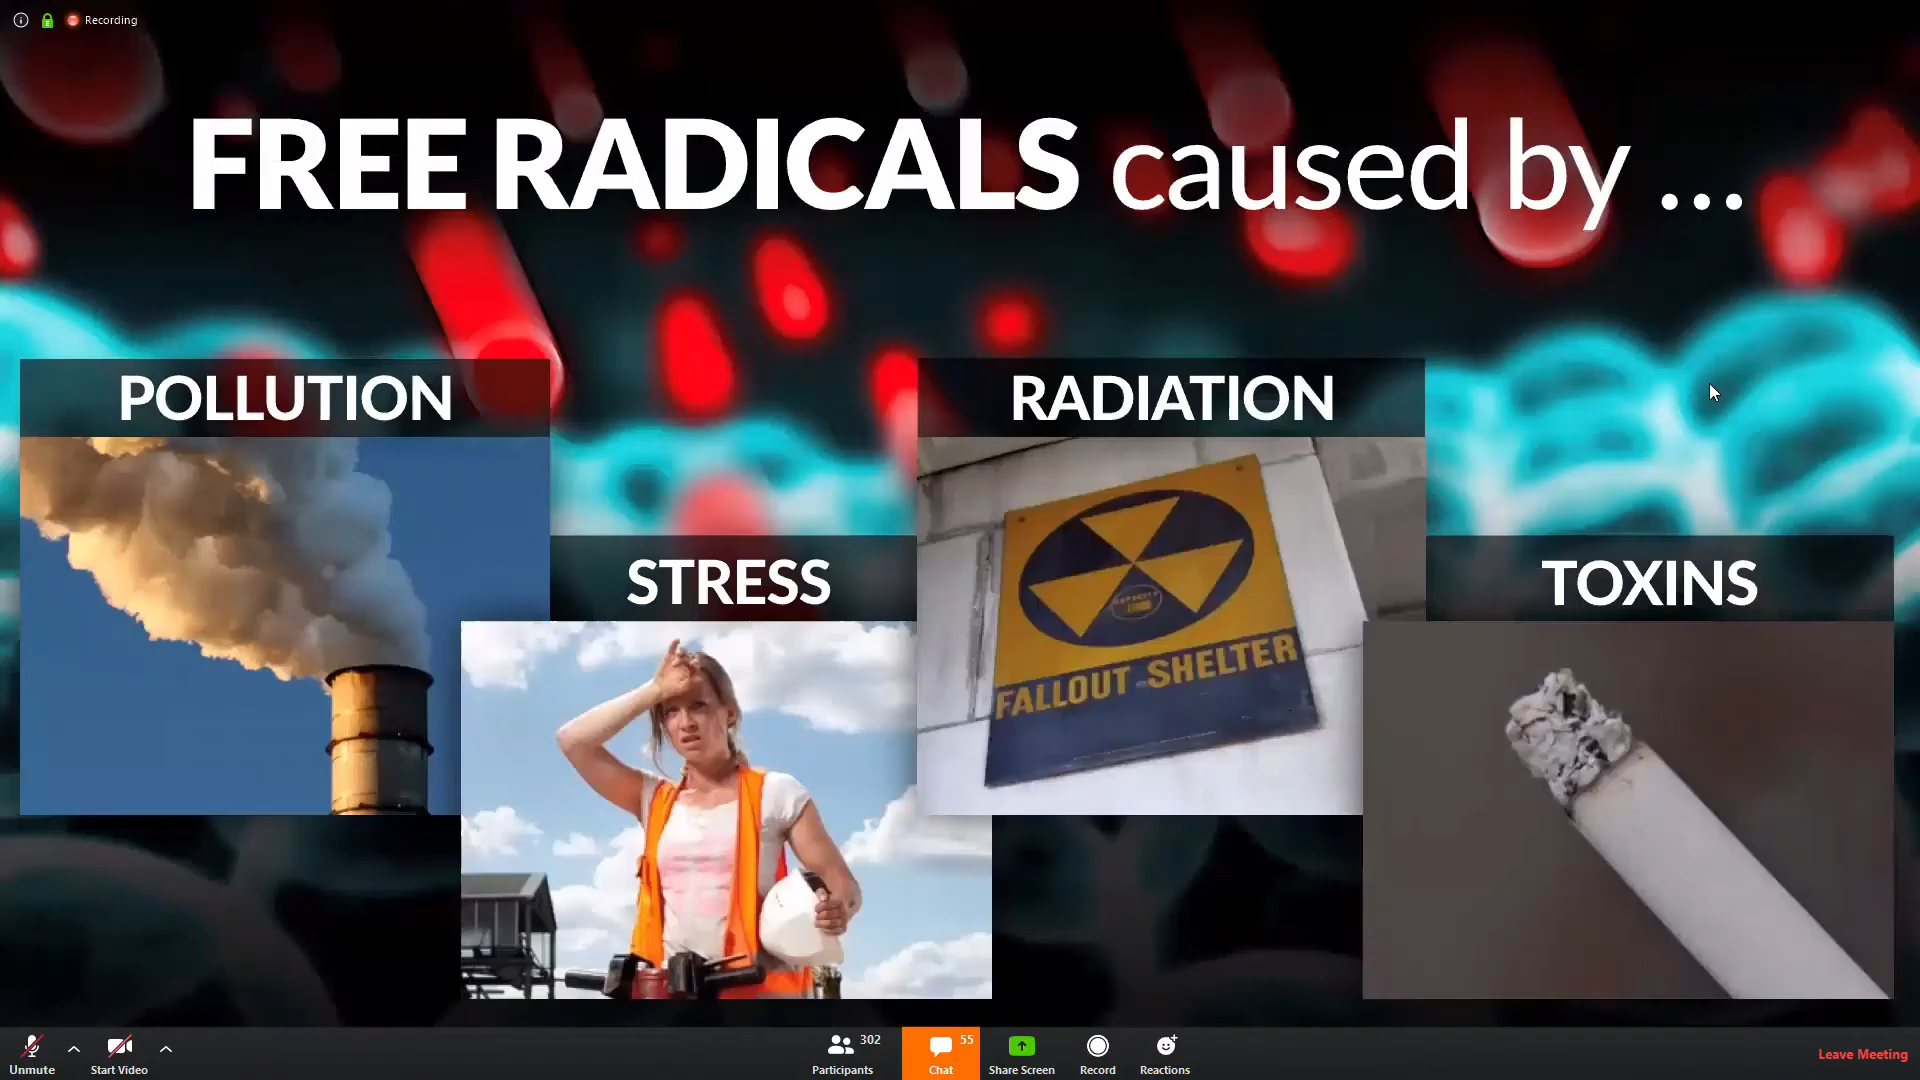 Recording
FREE RADICALS caused by ...
POLLUTION
RADIATION
STRESS
TOXINS
FALLOUT SHELTER
Unmute
Start Video
302
Participants
55
Chat
Share Screen
Record
Reactions
Leave Meeting